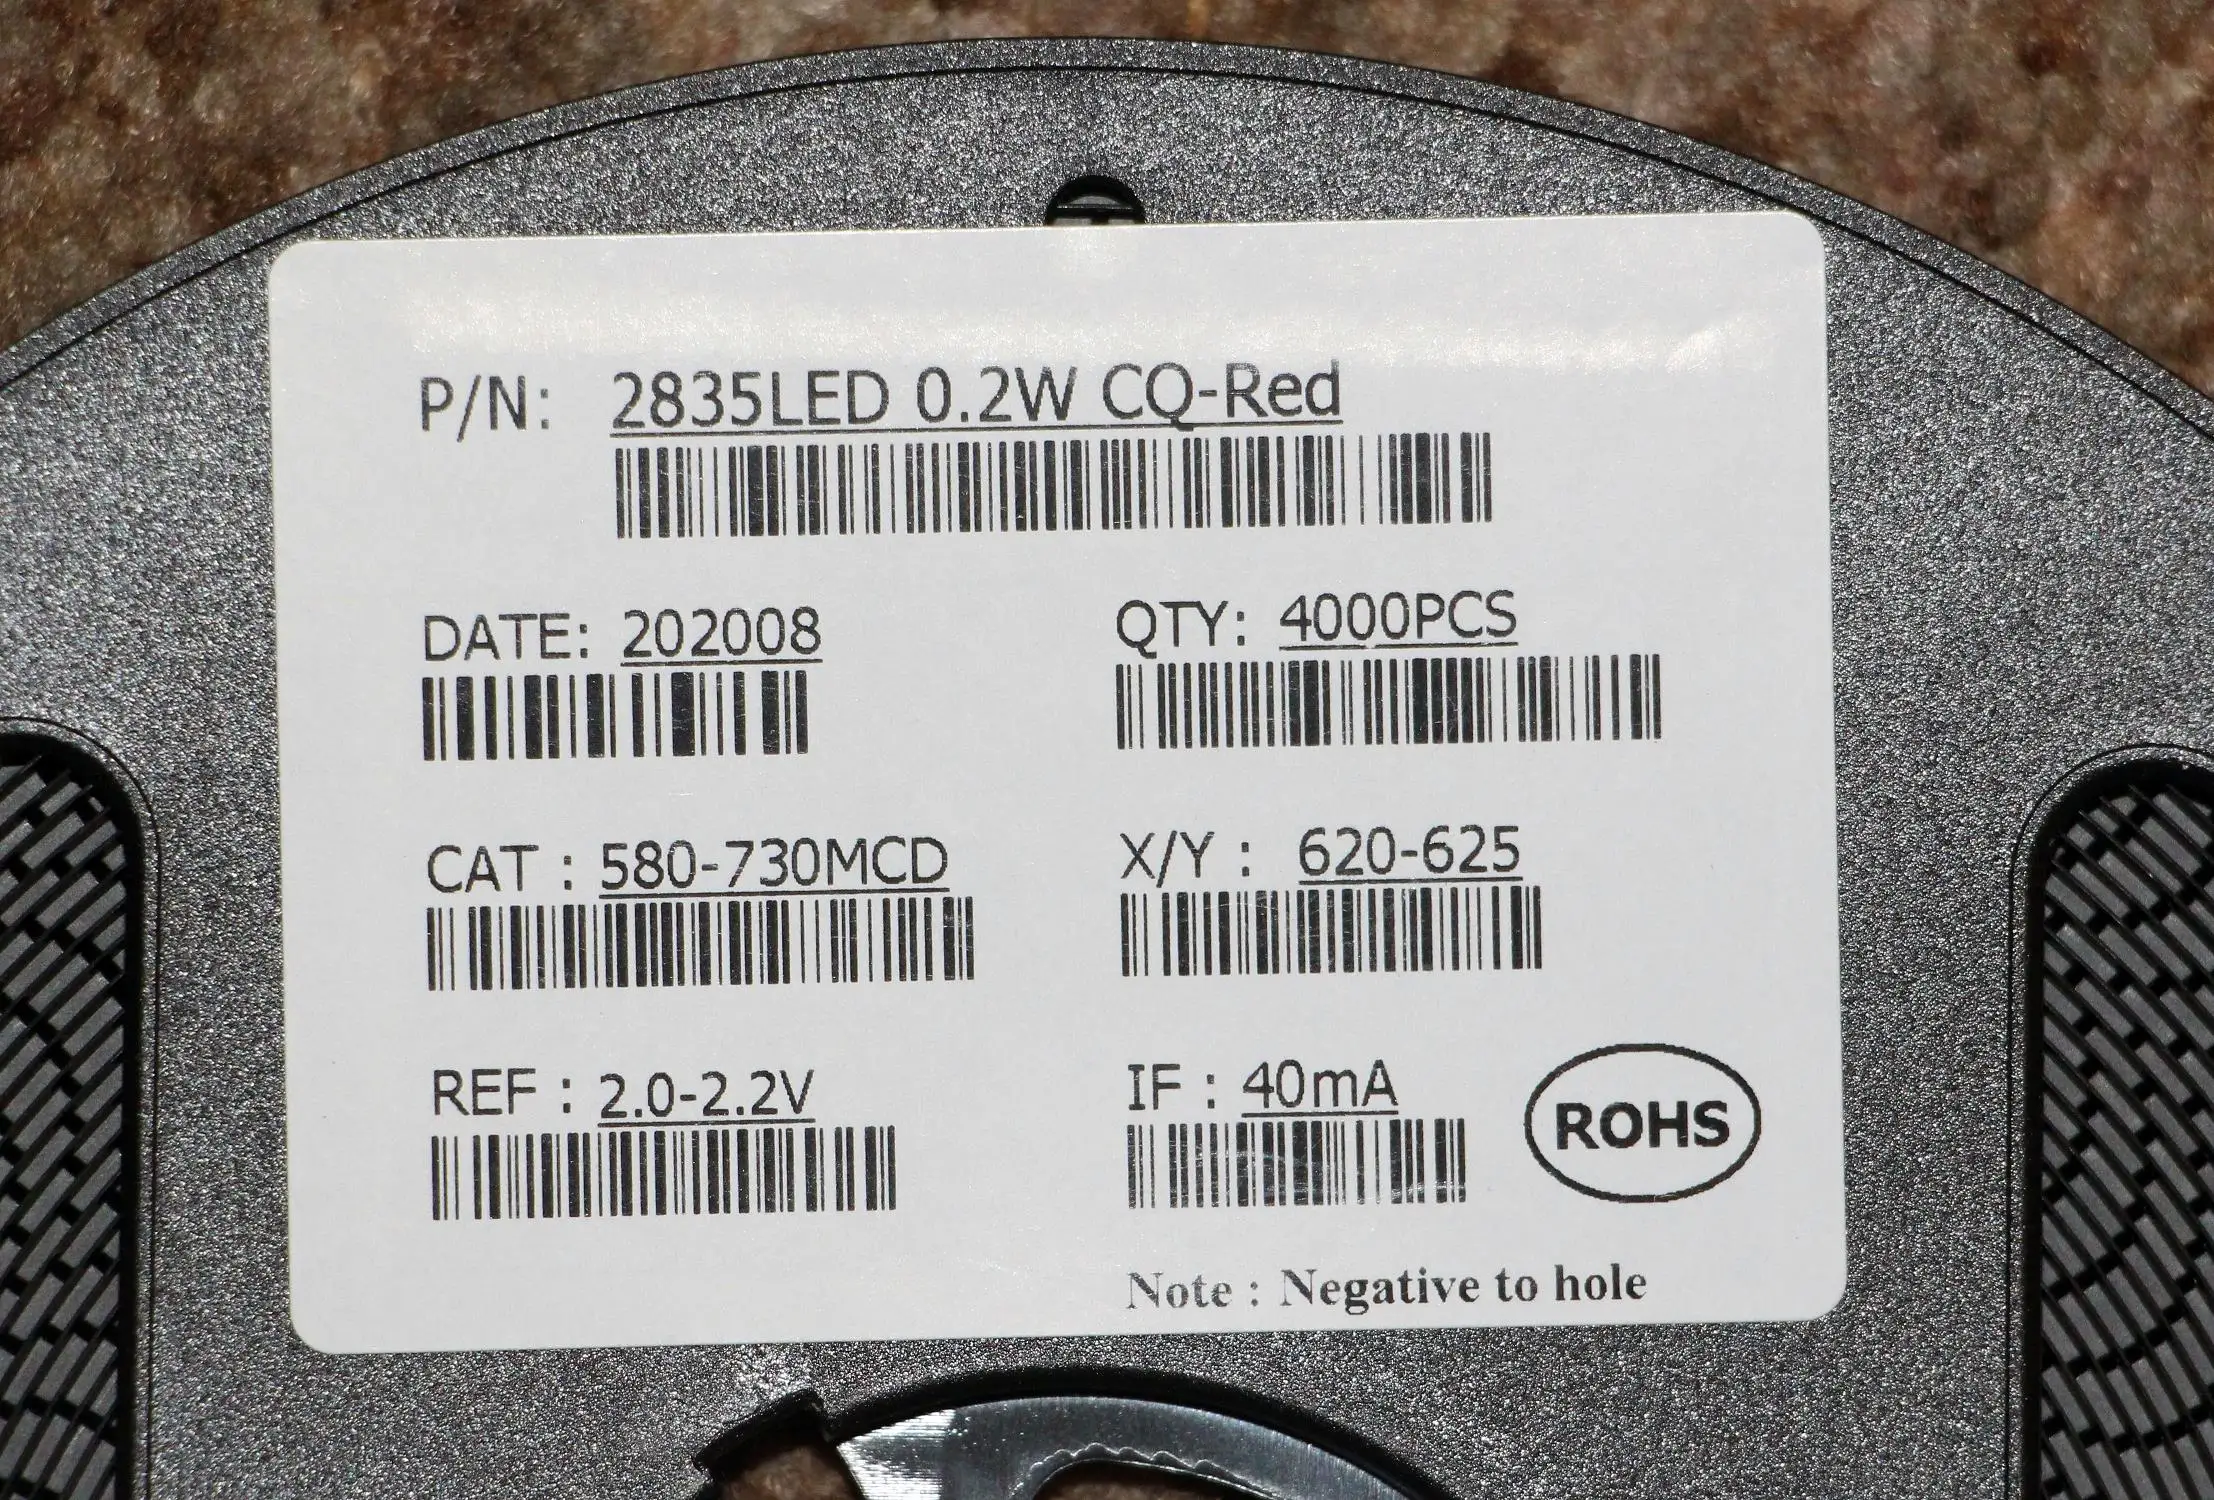 P/N: 2835LED 0.2W CQ-Red
DATE: 202008 QTY: 4000PCS
CAT : 580-730MCD X/Y : 620-625
REF : 2.0-2.2V IF : 40mA ROHS
Note : Negative to hole